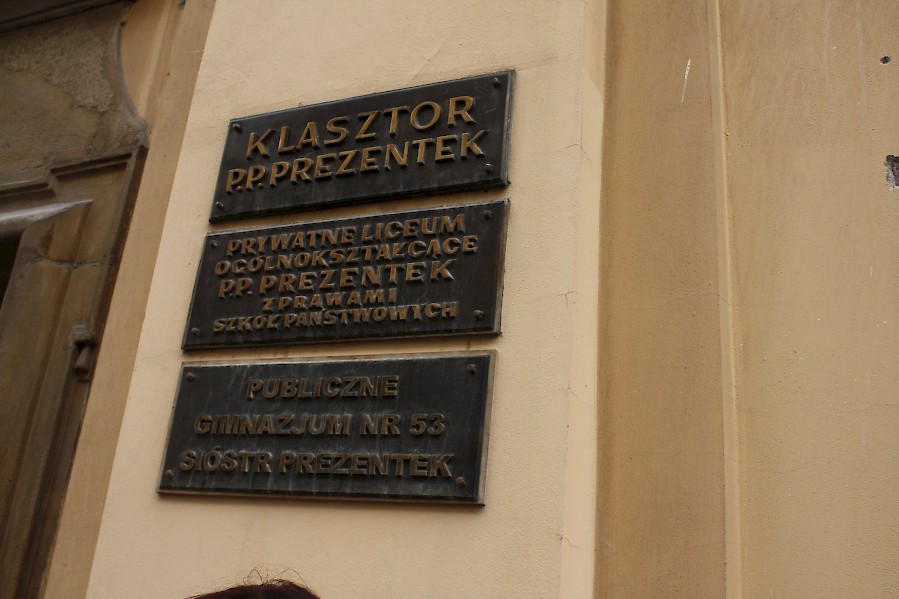 KLASZTOR
P.P.PREZENTEK
PRYWATNE LICEUM
OGÓLNOKSZTAŁCĄCE
P.P. PREZENTEK
Z PRAWAMI
SZKÓŁ PAŃSTWOWYCH
PUBLICZNE
GIMNAZJUM NR 53
SIÓSTR PREZENTEK